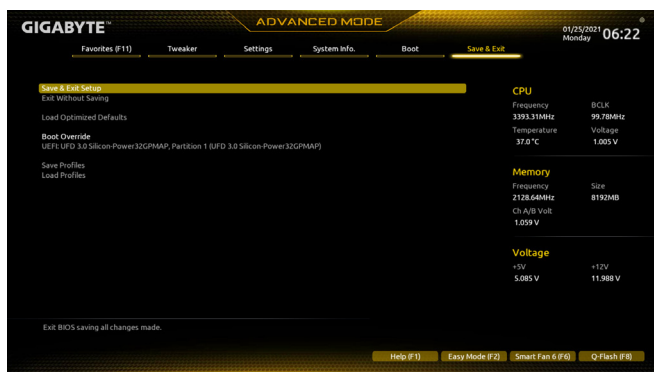 GIGABYTE™
ADVANCED MODE
01/25/2021 Monday 06:22
Favorites (F11) Tweaker Settings System Info. Boot Save & Exit
Save & Exit Setup
Exit Without Saving
Load Optimized Defaults
Boot Override
UEFI: UFD 3.0 Silicon-Power32GPMAP, Partition 1 (UFD 3.0 Silicon-Power32GPMAP)
Save Profiles
Load Profiles
CPU
Frequency BCLK
3393.31MHz 99.78MHz
Temperature Voltage
37.0 °C 1.005 V
Memory
Frequency Size
2128.64MHz 8192MB
Ch A/B Volt
1.059 V
Voltage
+5V +12V
5.085 V 11.988 V
Exit BIOS saving all changes made.
Help (F1) Easy Mode (F2) Smart Fan 6 (F6) Q-Flash (F8)